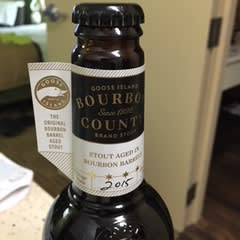 GOOSE
ISLAND
THE
ORIGINAL
BOURBON
BARREL
AGED
STOUT
GOOSE ISLAND
BOURBO
Since 1992
COUNTY
BRAND STOUT
STOUT AGED IN
BOURBON BARRELS
2015